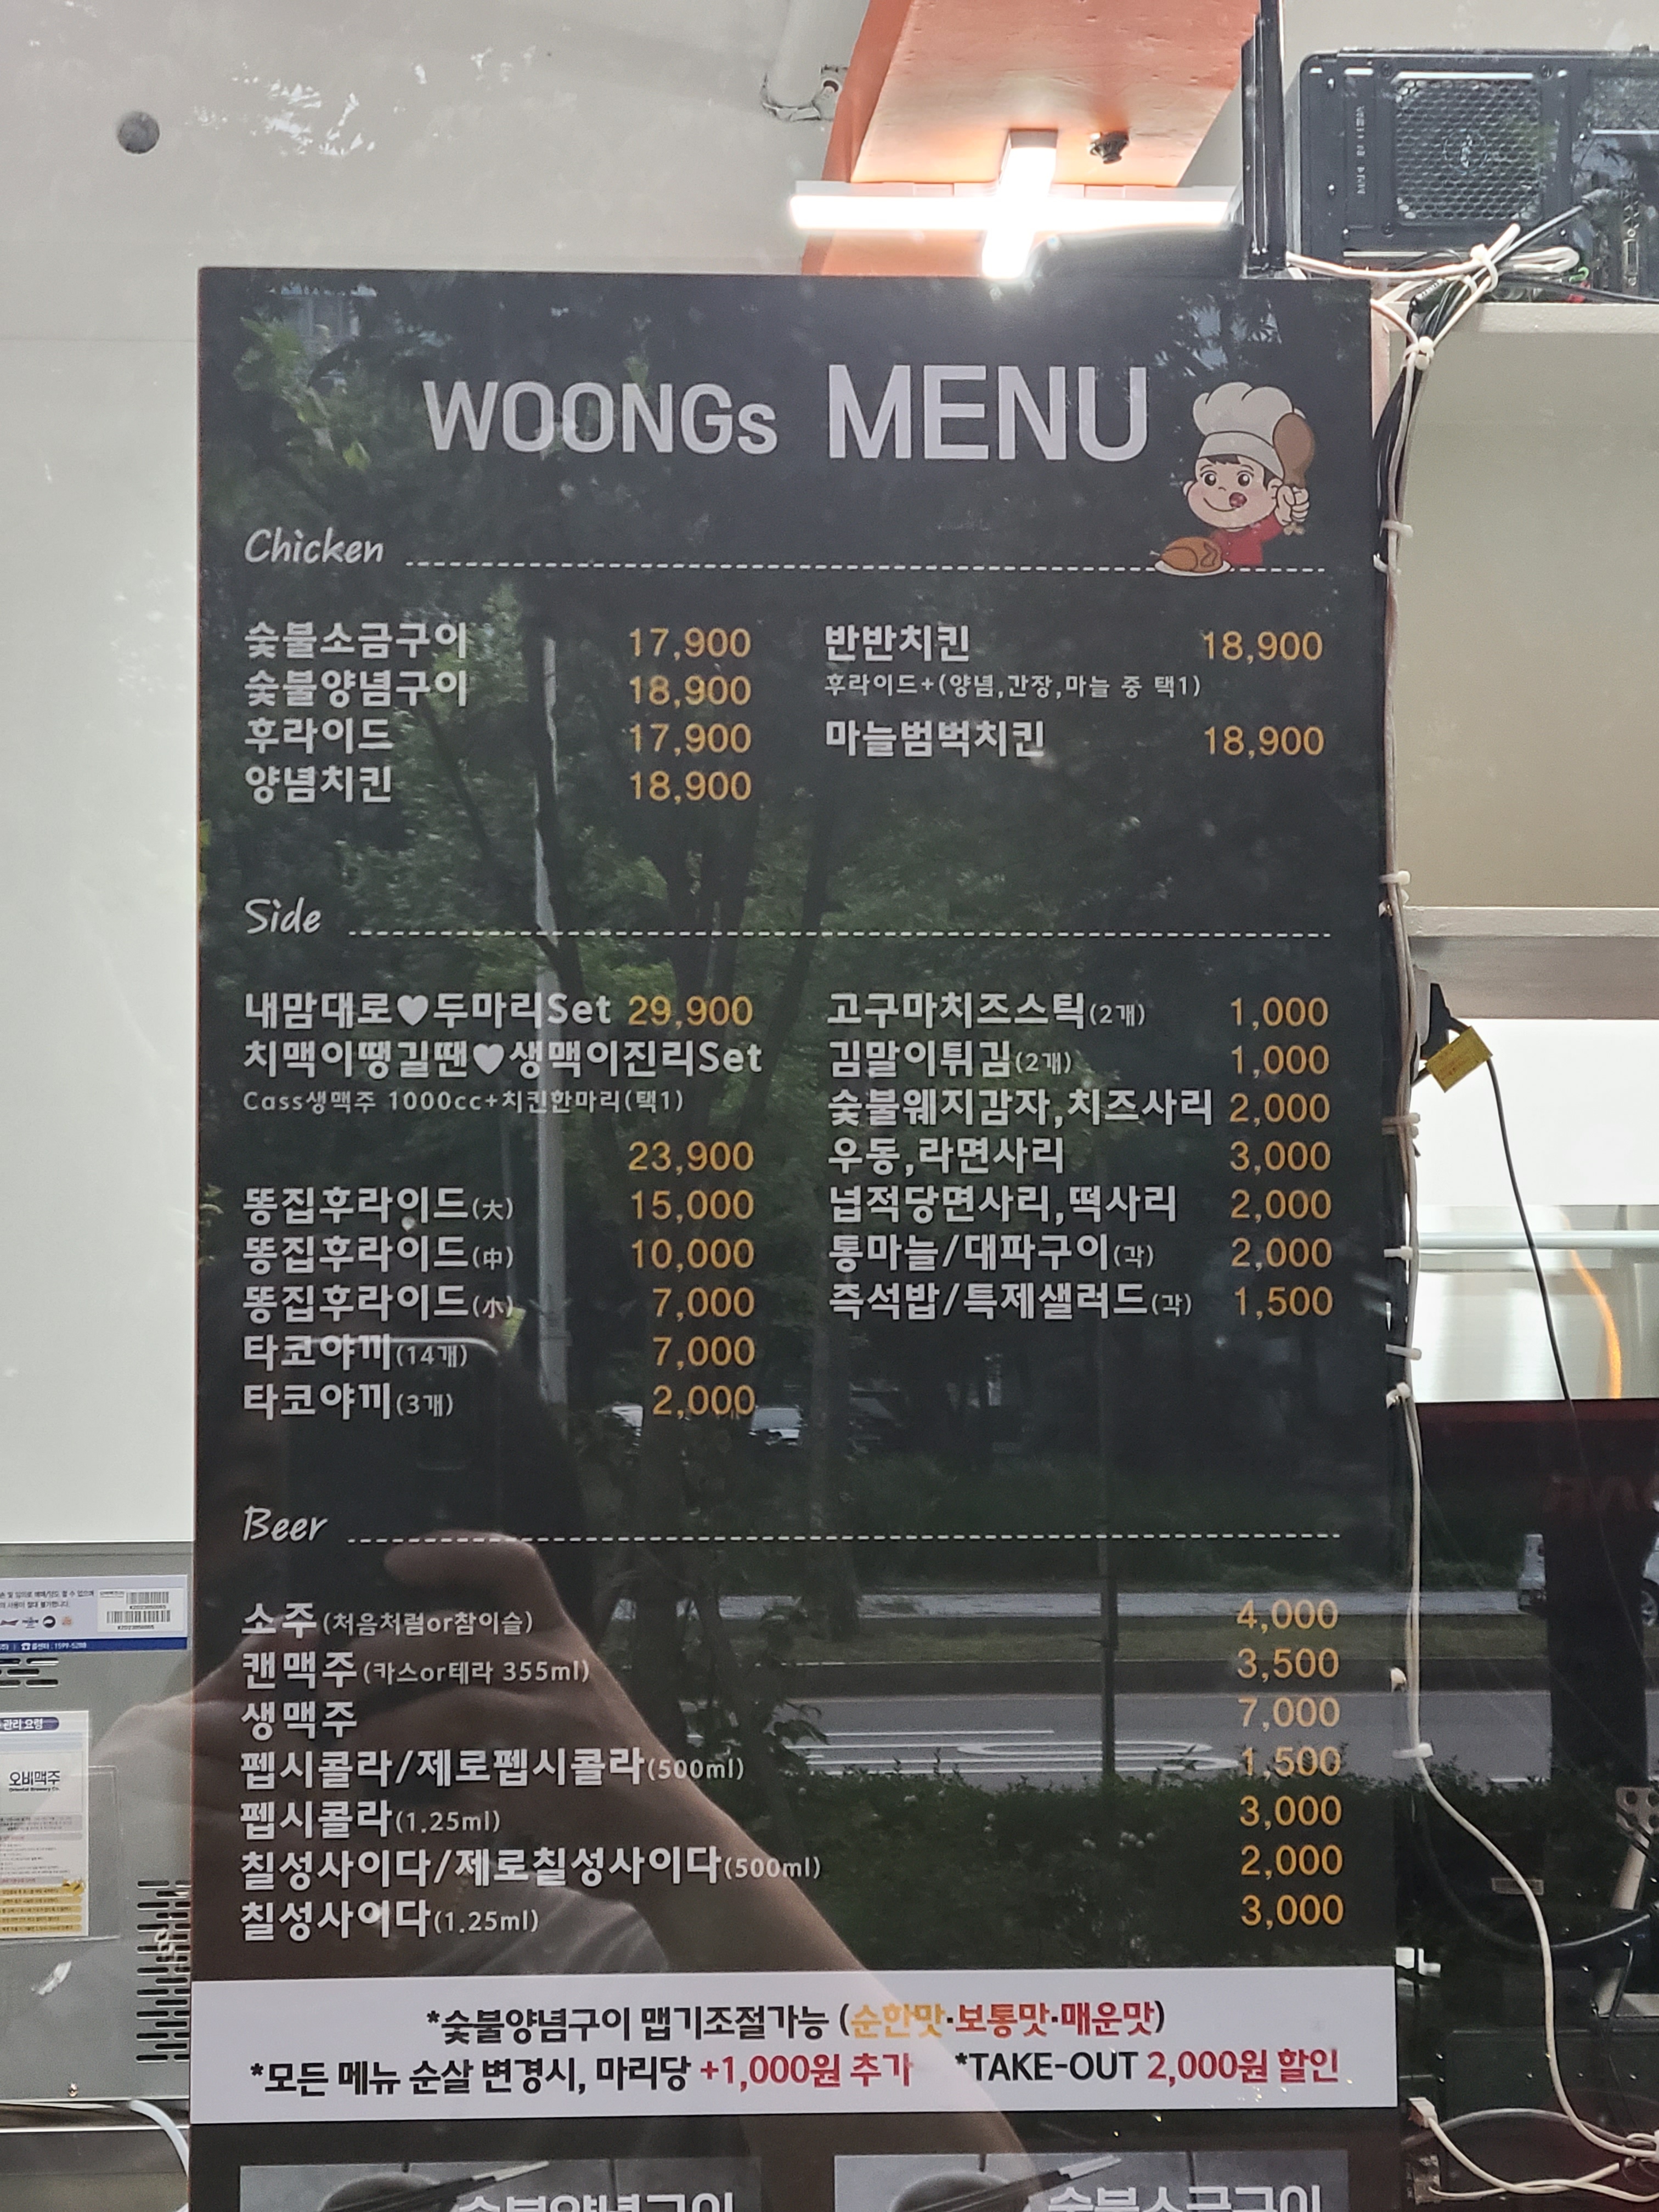 WOONGs MENU
Chicken
숯불소금구이 17,900
숯불양념구이 18,900
후라이드 17,900
양념치킨 18,900
반반치킨 18,900
후라이드+(양념,간장,마늘 중 택1)
마늘범벅치킨 18,900
Side
내맘대로♥두마리Set 29,900
치맥이땡길땐♥생맥이진리Set
Cass생맥주 1000cc+치킨한마리(택1)
23,900
똥집후라이드(大) 15,000
똥집후라이드(中) 10,000
똥집후라이드(小) 7,000
타코야끼(14개) 7,000
타코야끼(3개) 2,000
고구마치즈스틱(2개) 1,000
김말이튀김(2개) 1,000
숯불웨지감자,치즈사리 2,000
우동,라면사리 3,000
넙적당면사리,떡사리 2,000
통마늘/대파구이(각) 2,000
즉석밥/특제샐러드(각) 1,500
Beer
소주(처음처럼or참이슬) 4,000
캔맥주(카스or테라 355ml) 3,500
생맥주 7,000
펩시콜라/제로펩시콜라(500ml) 1,500
펩시콜라(1.25ml) 3,000
칠성사이다/제로칠성사이다(500ml) 2,000
칠성사이다(1.25ml) 3,000
*숯불양념구이 맵기조절가능 (순한맛·보통맛·매운맛)
*모든 메뉴 순살 변경시, 마리당 +1,000원 추가 *TAKE-OUT 2,000원 할인
숯불양념구이
숯불소금구이
관리 요령
오비맥주